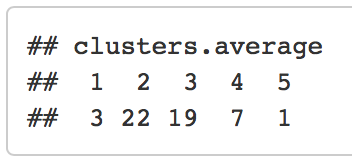 ## clusters.average
##  1  2  3  4  5
##  3 22 19  7  1